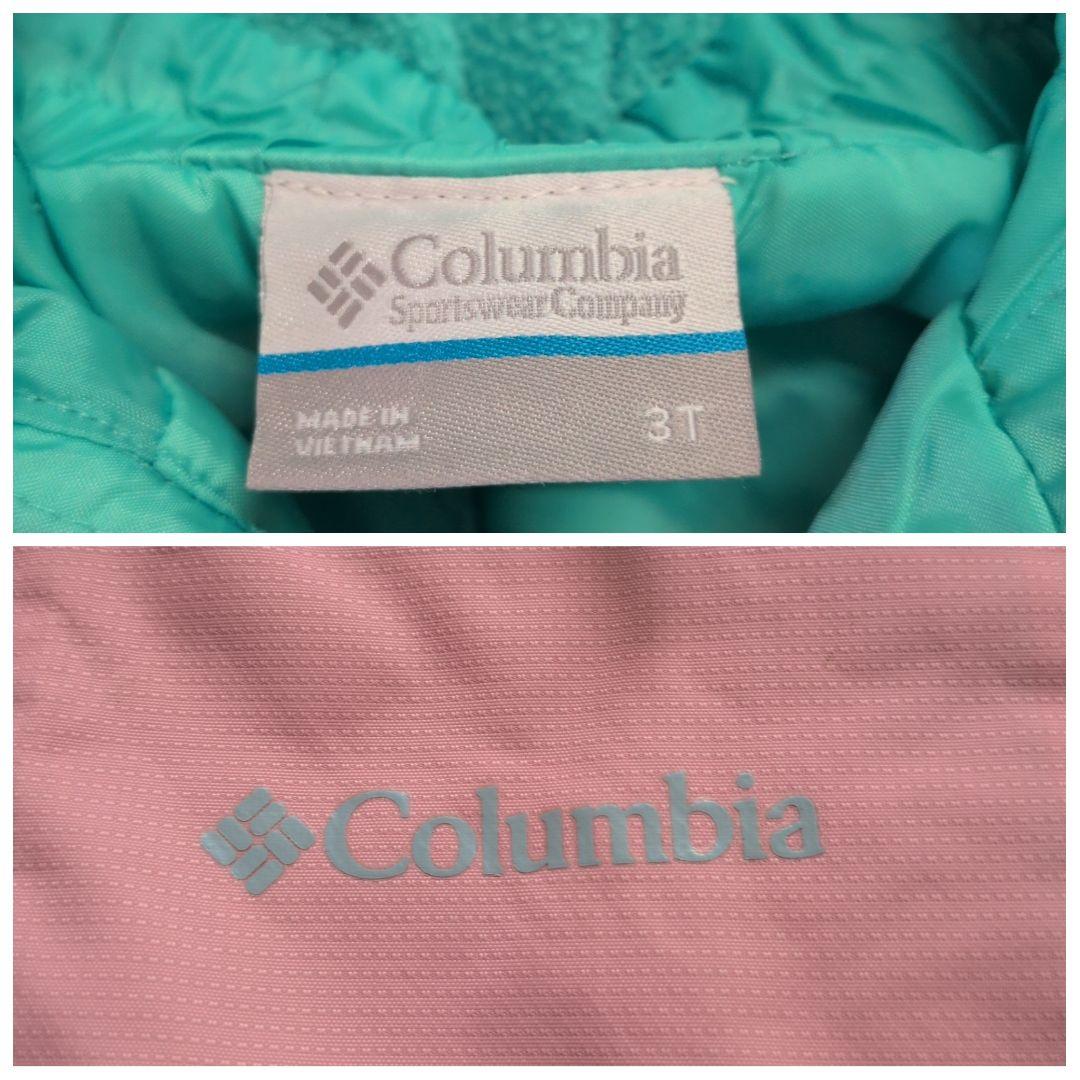 Columbia
Sportswear Company
MADE IN
VIETNAM
3T
Columbia